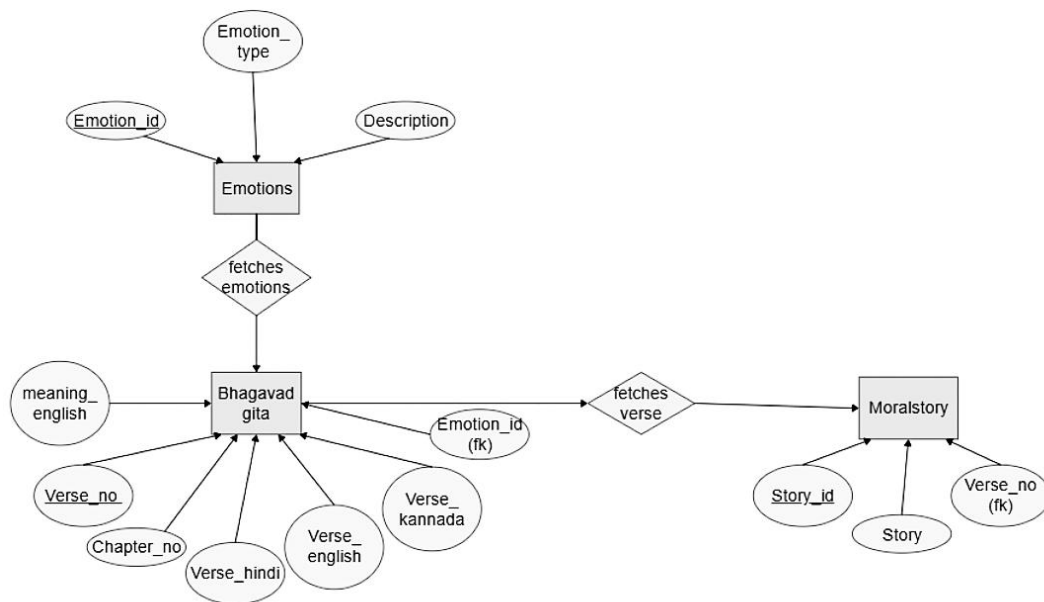 Emotion_
type
Emotion_id
Description
Emotions
fetches
emotions
meaning_
english
Bhagavad
gita
Emotion_id
(fk)
fetches
verse
Moralstory
Verse_no
Chapter_no
Verse_hindi
Verse_
english
Verse_
kannada
Story_id
Story
Verse_no
(fk)